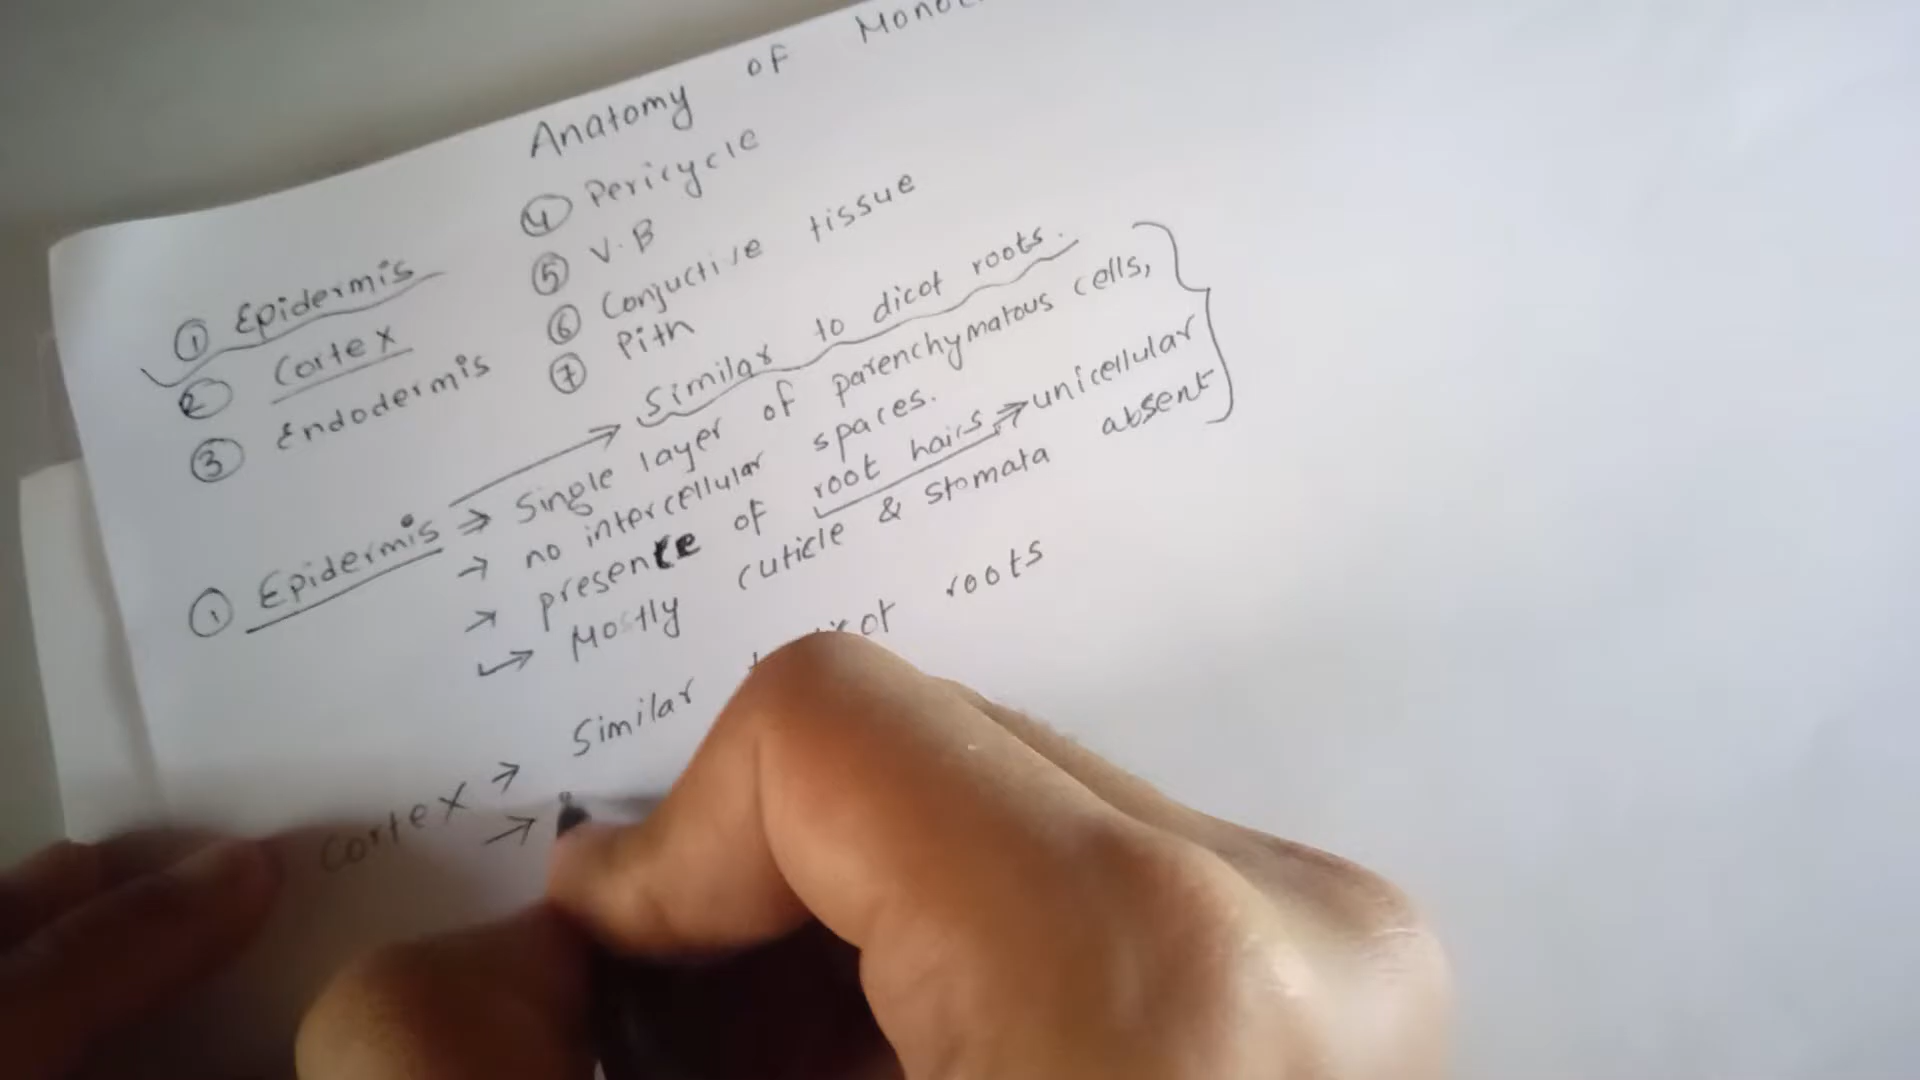 Anatomy of
① Epidermis
② Cortex
③ Endodermis
④ Pericycle
⑤ V.B
⑥ Conjuctive tissue
⑦ Pith
① Epidermis → Similar to dicot roots.
→ Single layer of parenchymatous cells,
→ no intercellular spaces.
→ presence of root hairs → unicellular
→ Mostly cuticle & stomata absent
Cortex → Similar roots
→